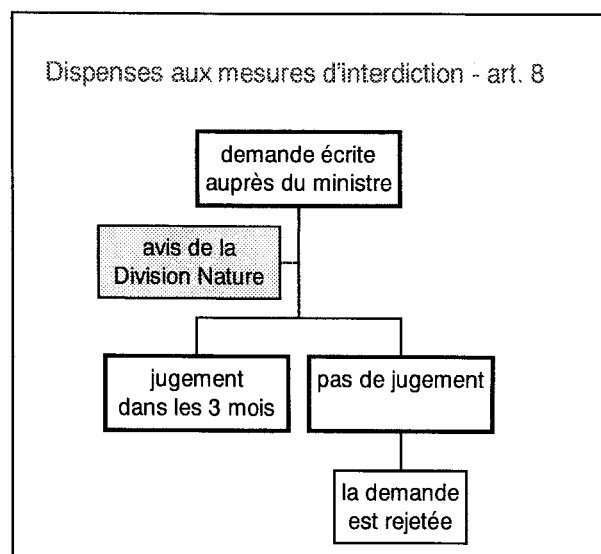 Dispenses aux mesures d'interdiction - art. 8
demande écrite
auprès du ministre
avis de la
Division Nature
jugement
dans les 3 mois
pas de jugement
la demande
est rejetée